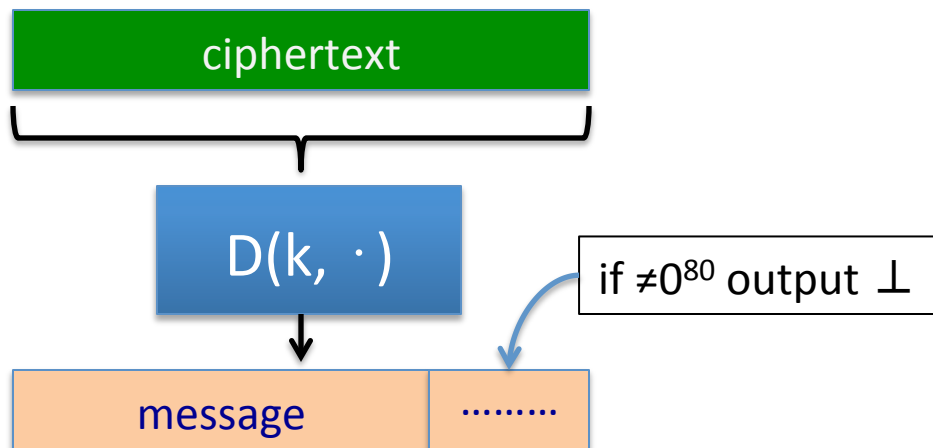 ciphertext
D(k, ·)
if ≠0⁸⁰ output ⊥
message
………